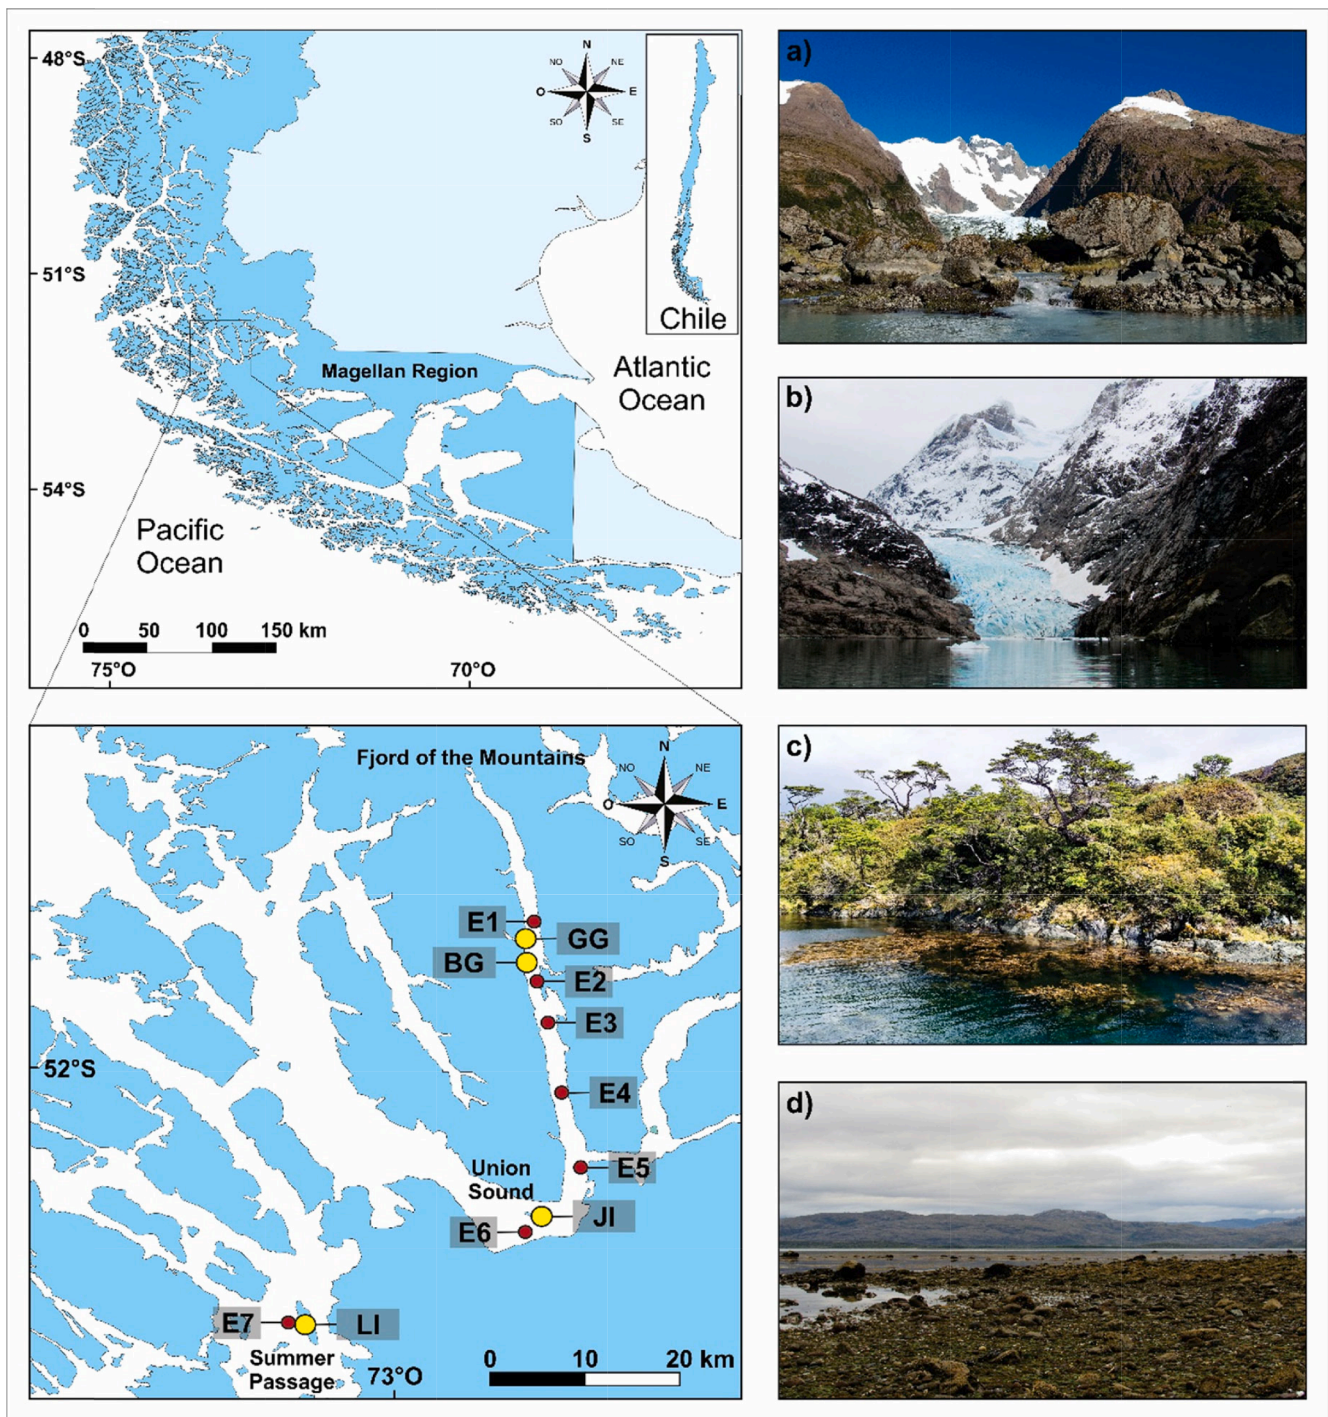 48°S
51°S
54°S
N
NO
NE
O
E
SO
SE
S
Chile
Magellan Region
Atlantic
Ocean
Pacific
Ocean
0 50 100 150 km
75°O
70°O
Fjord of the Mountains
N
NO
NE
O
E
SO
SE
S
E1
GG
BG
E2
E3
52°S
E4
Union
Sound
E5
JI
E6
E7
LI
Summer
Passage
73°O
0 10 20 km
a)
b)
c)
d)